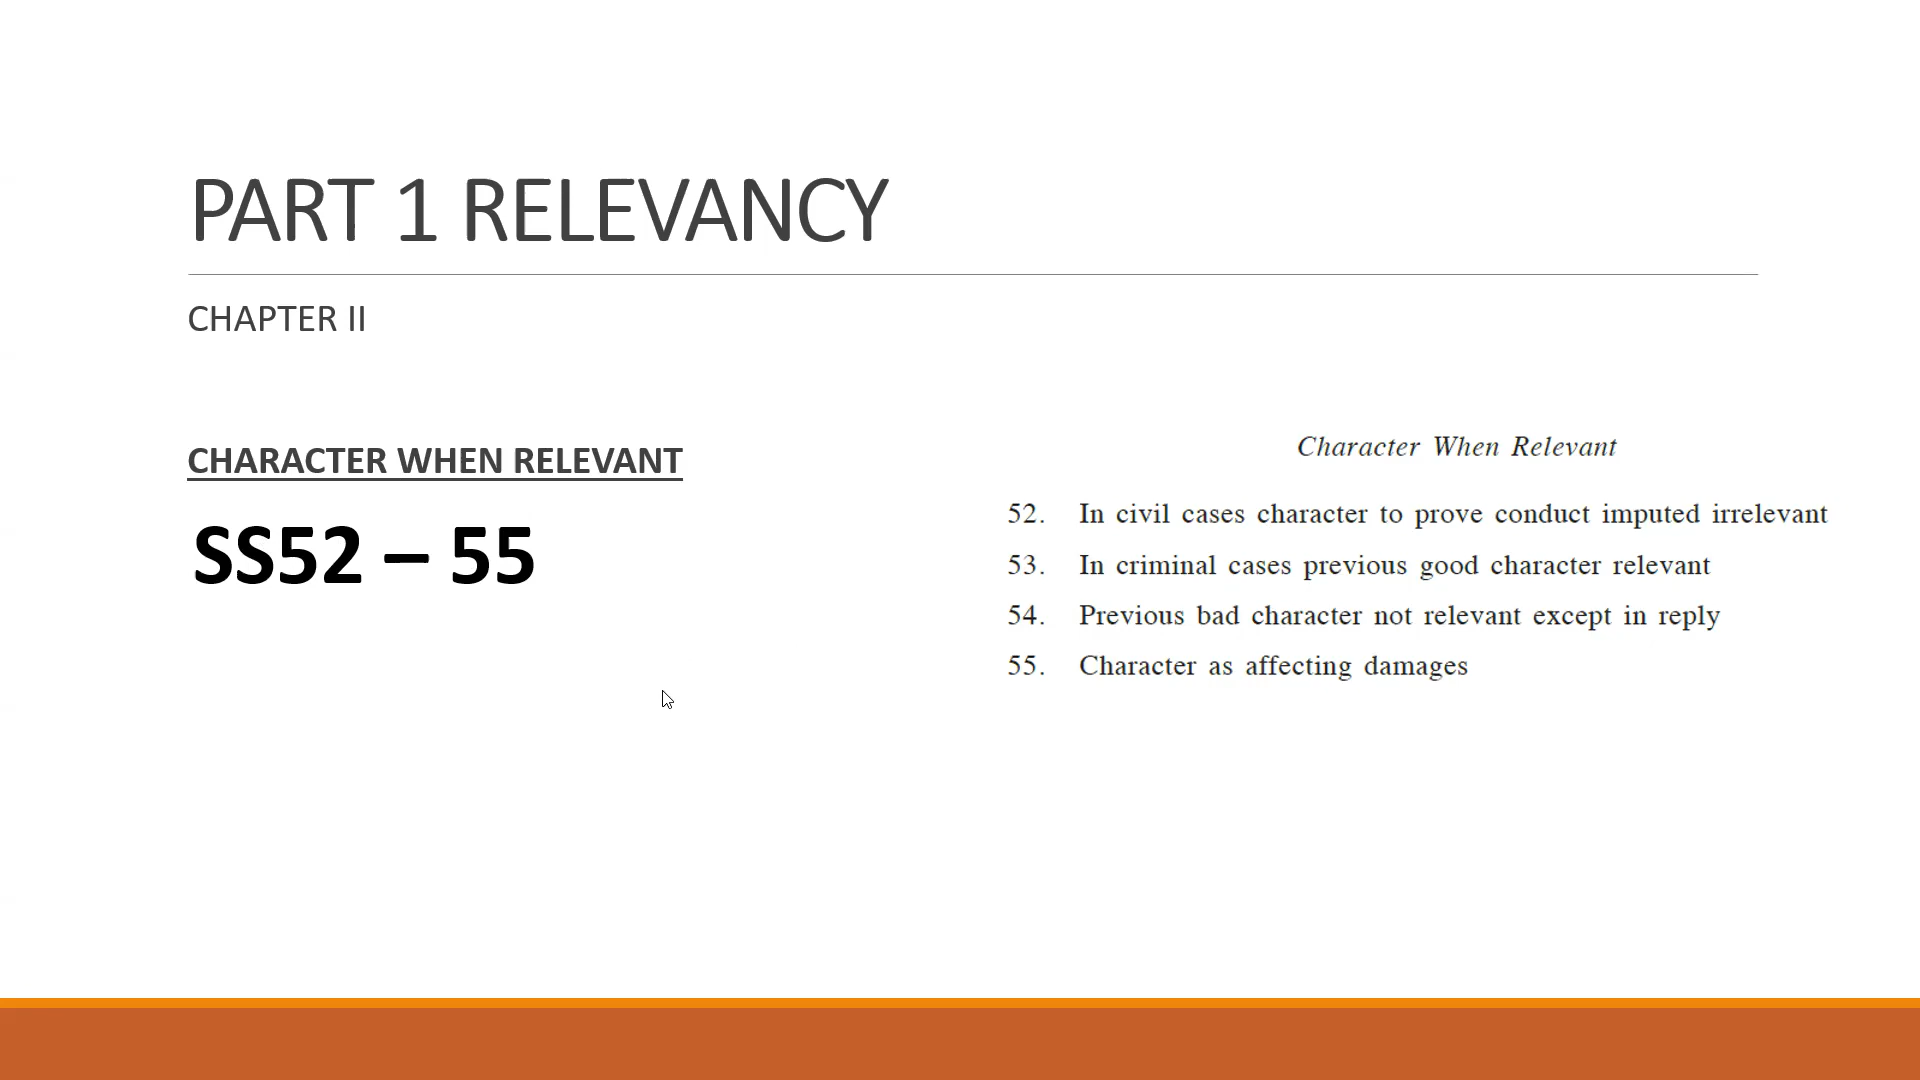 PART 1 RELEVANCY
CHAPTER II
CHARACTER WHEN RELEVANT
SS52 – 55
Character When Relevant
52. In civil cases character to prove conduct imputed irrelevant
53. In criminal cases previous good character relevant
54. Previous bad character not relevant except in reply
55. Character as affecting damages